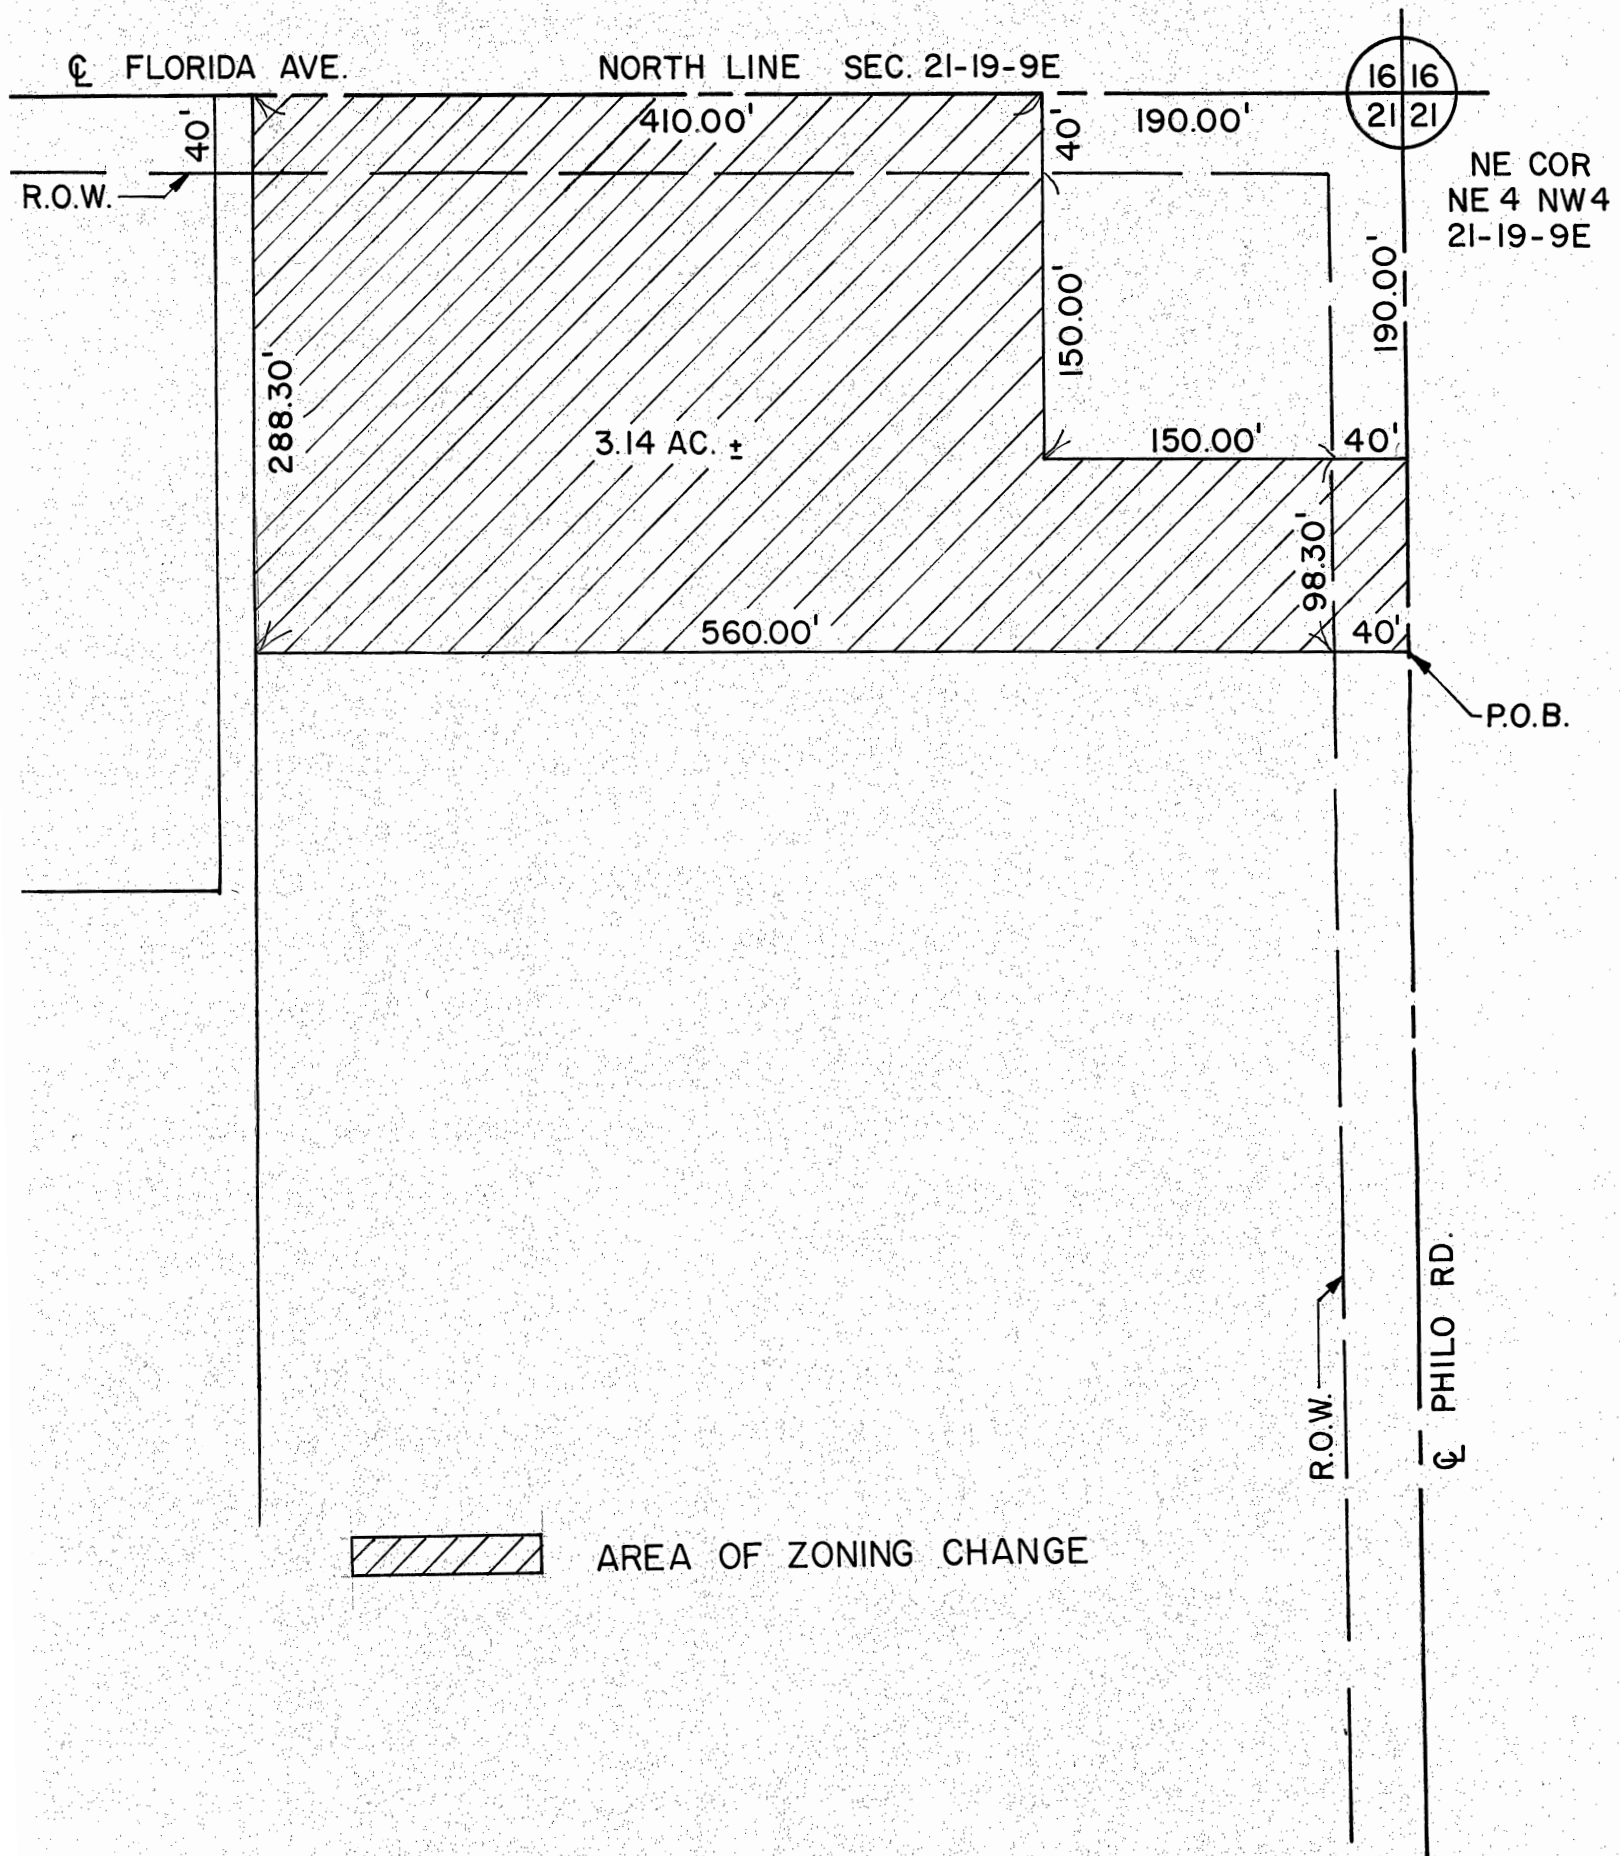 ℄ FLORIDA AVE.
NORTH LINE SEC. 21-19-9E
16 16
21 21
40'
410.00'
40'
190.00'
NE COR
NE 4 NW 4
21-19-9E
R.O.W.
190.00'
150.00'
288.30'
3.14 AC. ±
150.00'
40'
98.30'
560.00'
40'
P.O.B.
PHILO RD.
℄
R.O.W.
AREA OF ZONING CHANGE